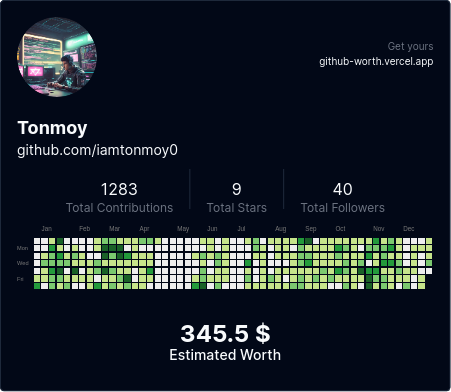 Get yours
github-worth.vercel.app
Tonmoy
github.com/iamtonmoy0
1283
Total Contributions
9
Total Stars
40
Total Followers
Jan Feb Mar Apr May Jun Jul Aug Sep Oct Nov Dec
Mon
Wed
Fri
345.5 $
Estimated Worth